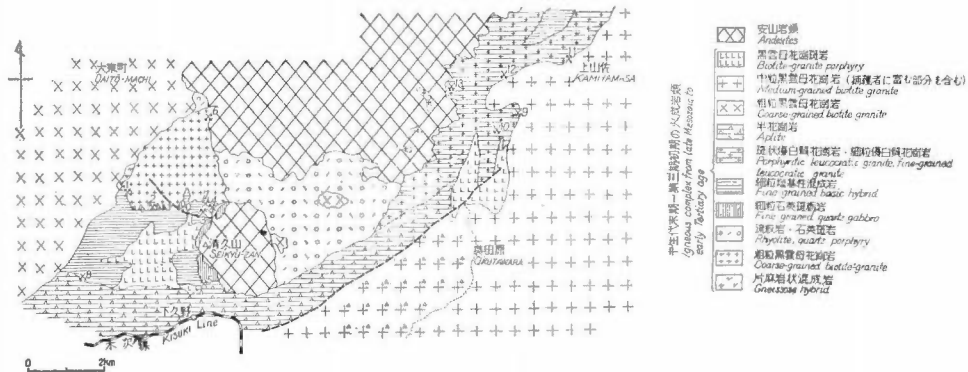 大東町
DAITO-MACHI
上山佐
KAMIYAMASA
清久山
SEIKYU-ZAN
奥田原
OKUTAWARA
下久野
木次線 Kisuki Line
0 2km
中生代末期—第三期初期の火成岩類
Igneous complex from late Mesozoic to
early Tertiary age
安山岩類
Andesites
黒雲母花崗斑岩
Biotite-granite porphyry
中粒黒雲母花崗岩 (捕獲岩に富む部分を含む)
Medium-grained biotite granite
粗粒黒雲母花崗岩
Coarse-grained biotite granite
半花崗岩
Aplite
斑状優白質花崗岩・細粒優白質花崗岩
Porphyritic leucocratic granite, fine-grained
leucocratic granite
細粒塩基性混成岩
Fine-grained basic hybrid
細粒石英斑糲岩
Fine grained quartz gabbro
流紋岩・石英斑岩
Rhyolite, quartz porphyry
粗粒黒雲母花崗岩
Coarse-grained biotite-granite
片麻岩状混成岩
Gneissose hybrid